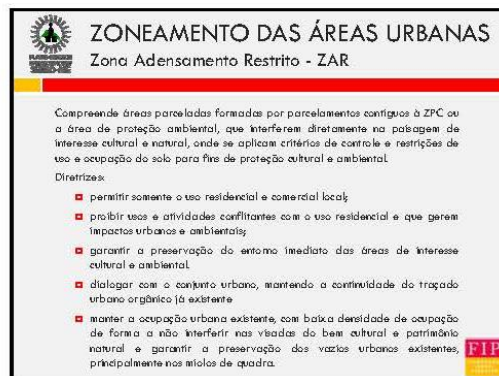 ZONEAMENTO DAS ÁREAS URBANAS
Zona Adensamento Restrito - ZAR
Compreende áreas parceladas formadas por parcelamentos contíguos à ZPC ou
a área de proteção ambiental, que interferem diretamente na paisagem de
interesse cultural e natural, onde se aplicam critérios de controle e restrições de
uso e ocupação do solo para fins de proteção cultural e ambiental.
Diretrizes:
permitir somente o uso residencial e comercial local;
proibir usos e atividades conflitantes com o uso residencial e que gerem
impactos urbanos e ambientais;
garantir a preservação do entorno imediato das áreas de interesse
cultural e ambiental.
dialogar com o conjunto urbano, mantendo a continuidade do traçado
urbano orgânico já existente
manter a ocupação urbana existente, com baixa densidade de ocupação
de forma a não interferir nas visadas do bem cultural e patrimônio
natural e garantir a preservação dos vazios urbanos existentes,
principalmente nos miolos de quadra.
FIP